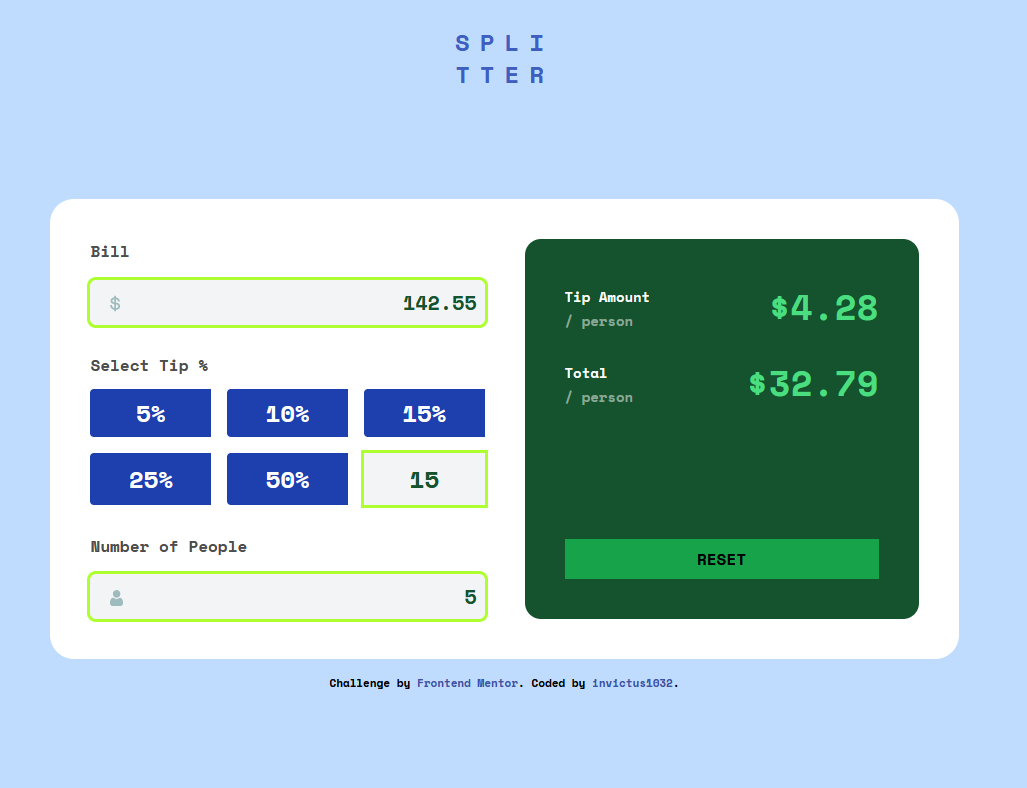 SPLI
TTER
Bill
$ 142.55
Select Tip %
5% 10% 15%
25% 50% 15
Number of People
5
Tip Amount
/ person
$4.28
Total
/ person
$32.79
RESET
Challenge by Frontend Mentor. Coded by invictus1032.